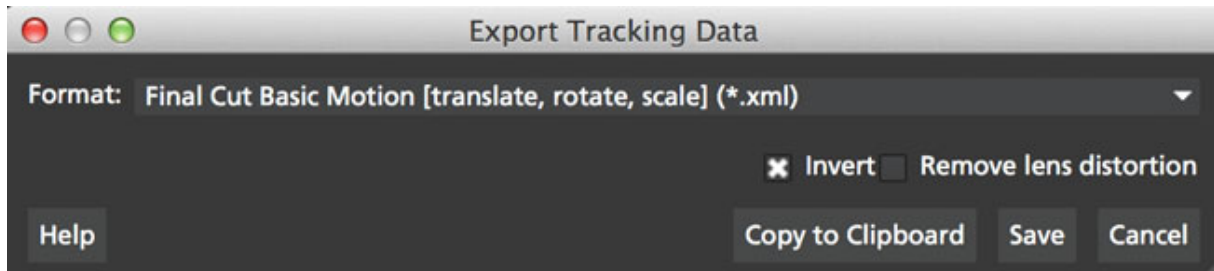 Export Tracking Data
Format: Final Cut Basic Motion [translate, rotate, scale] (*.xml)
Invert Remove lens distortion
Help Copy to Clipboard Save Cancel